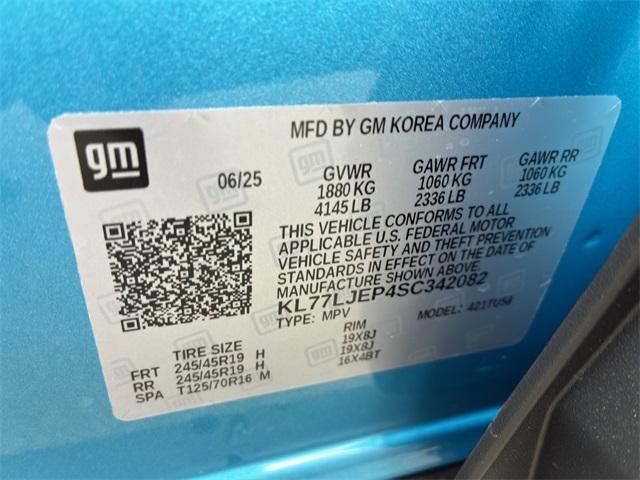 gm
MFD BY GM KOREA COMPANY
06/25
GVWR GAWR FRT GAWR RR
1880 KG 1060 KG 1060 KG
4145 LB 2336 LB 2336 LB
THIS VEHICLE CONFORMS TO ALL
APPLICABLE U.S. FEDERAL MOTOR
VEHICLE SAFETY AND THEFT PREVENTION
STANDARDS IN EFFECT ON THE DATE OF
MANUFACTURE SHOWN ABOVE.
KL77LJEP4SC342082
TYPE: MPV MODEL: 421TU58
TIRE SIZE RIM
FRT 245/45R19 H 19X8J
RR 245/45R19 H 19X8J
SPA T125/70R16 M 16X4BT